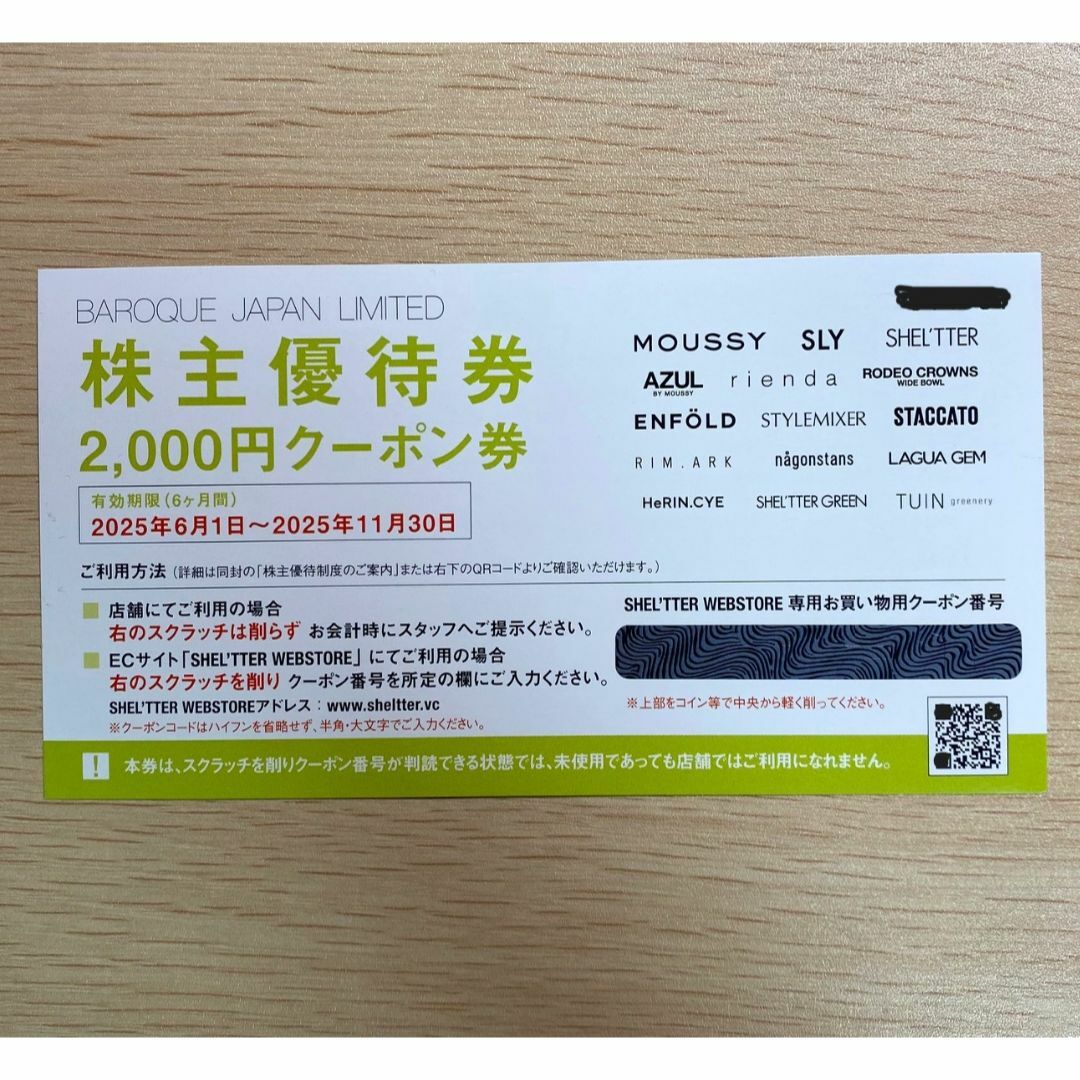 BAROQUE JAPAN LIMITED
株主優待券
2,000円クーポン券
有効期限(6ヶ月間)
2025年6月1日〜2025年11月30日
MOUSSY SLY SHEL'TTER
AZUL BY MOUSSY rienda RODEO CROWNS WIDE BOWL
ENFÖLD STYLEMIXER STACCATO
RIM.ARK någonstans LAGUA GEM
HeRIN.CYE SHEL'TTER GREEN TUIN greenery
ご利用方法(詳細は同封の「株主優待制度のご案内」または右下のQRコードよりご確認いただけます。)
店舗にてご利用の場合
右のスクラッチは削らず お会計時にスタッフへご提示ください。
ECサイト「SHEL'TTER WEBSTORE」にてご利用の場合
右のスクラッチを削り クーポン番号を所定の欄にご入力ください。
SHEL'TTER WEBSTOREアドレス:www.sheltter.vc
※クーポンコードはハイフンを省略せず、半角・大文字でご入力ください。
SHEL'TTER WEBSTORE 専用お買い物用クーポン番号
※上部をコイン等で中央から軽く削ってください。
! 本券は、スクラッチを削りクーポン番号が判読できる状態では、未使用であっても店舗ではご利用になれません。